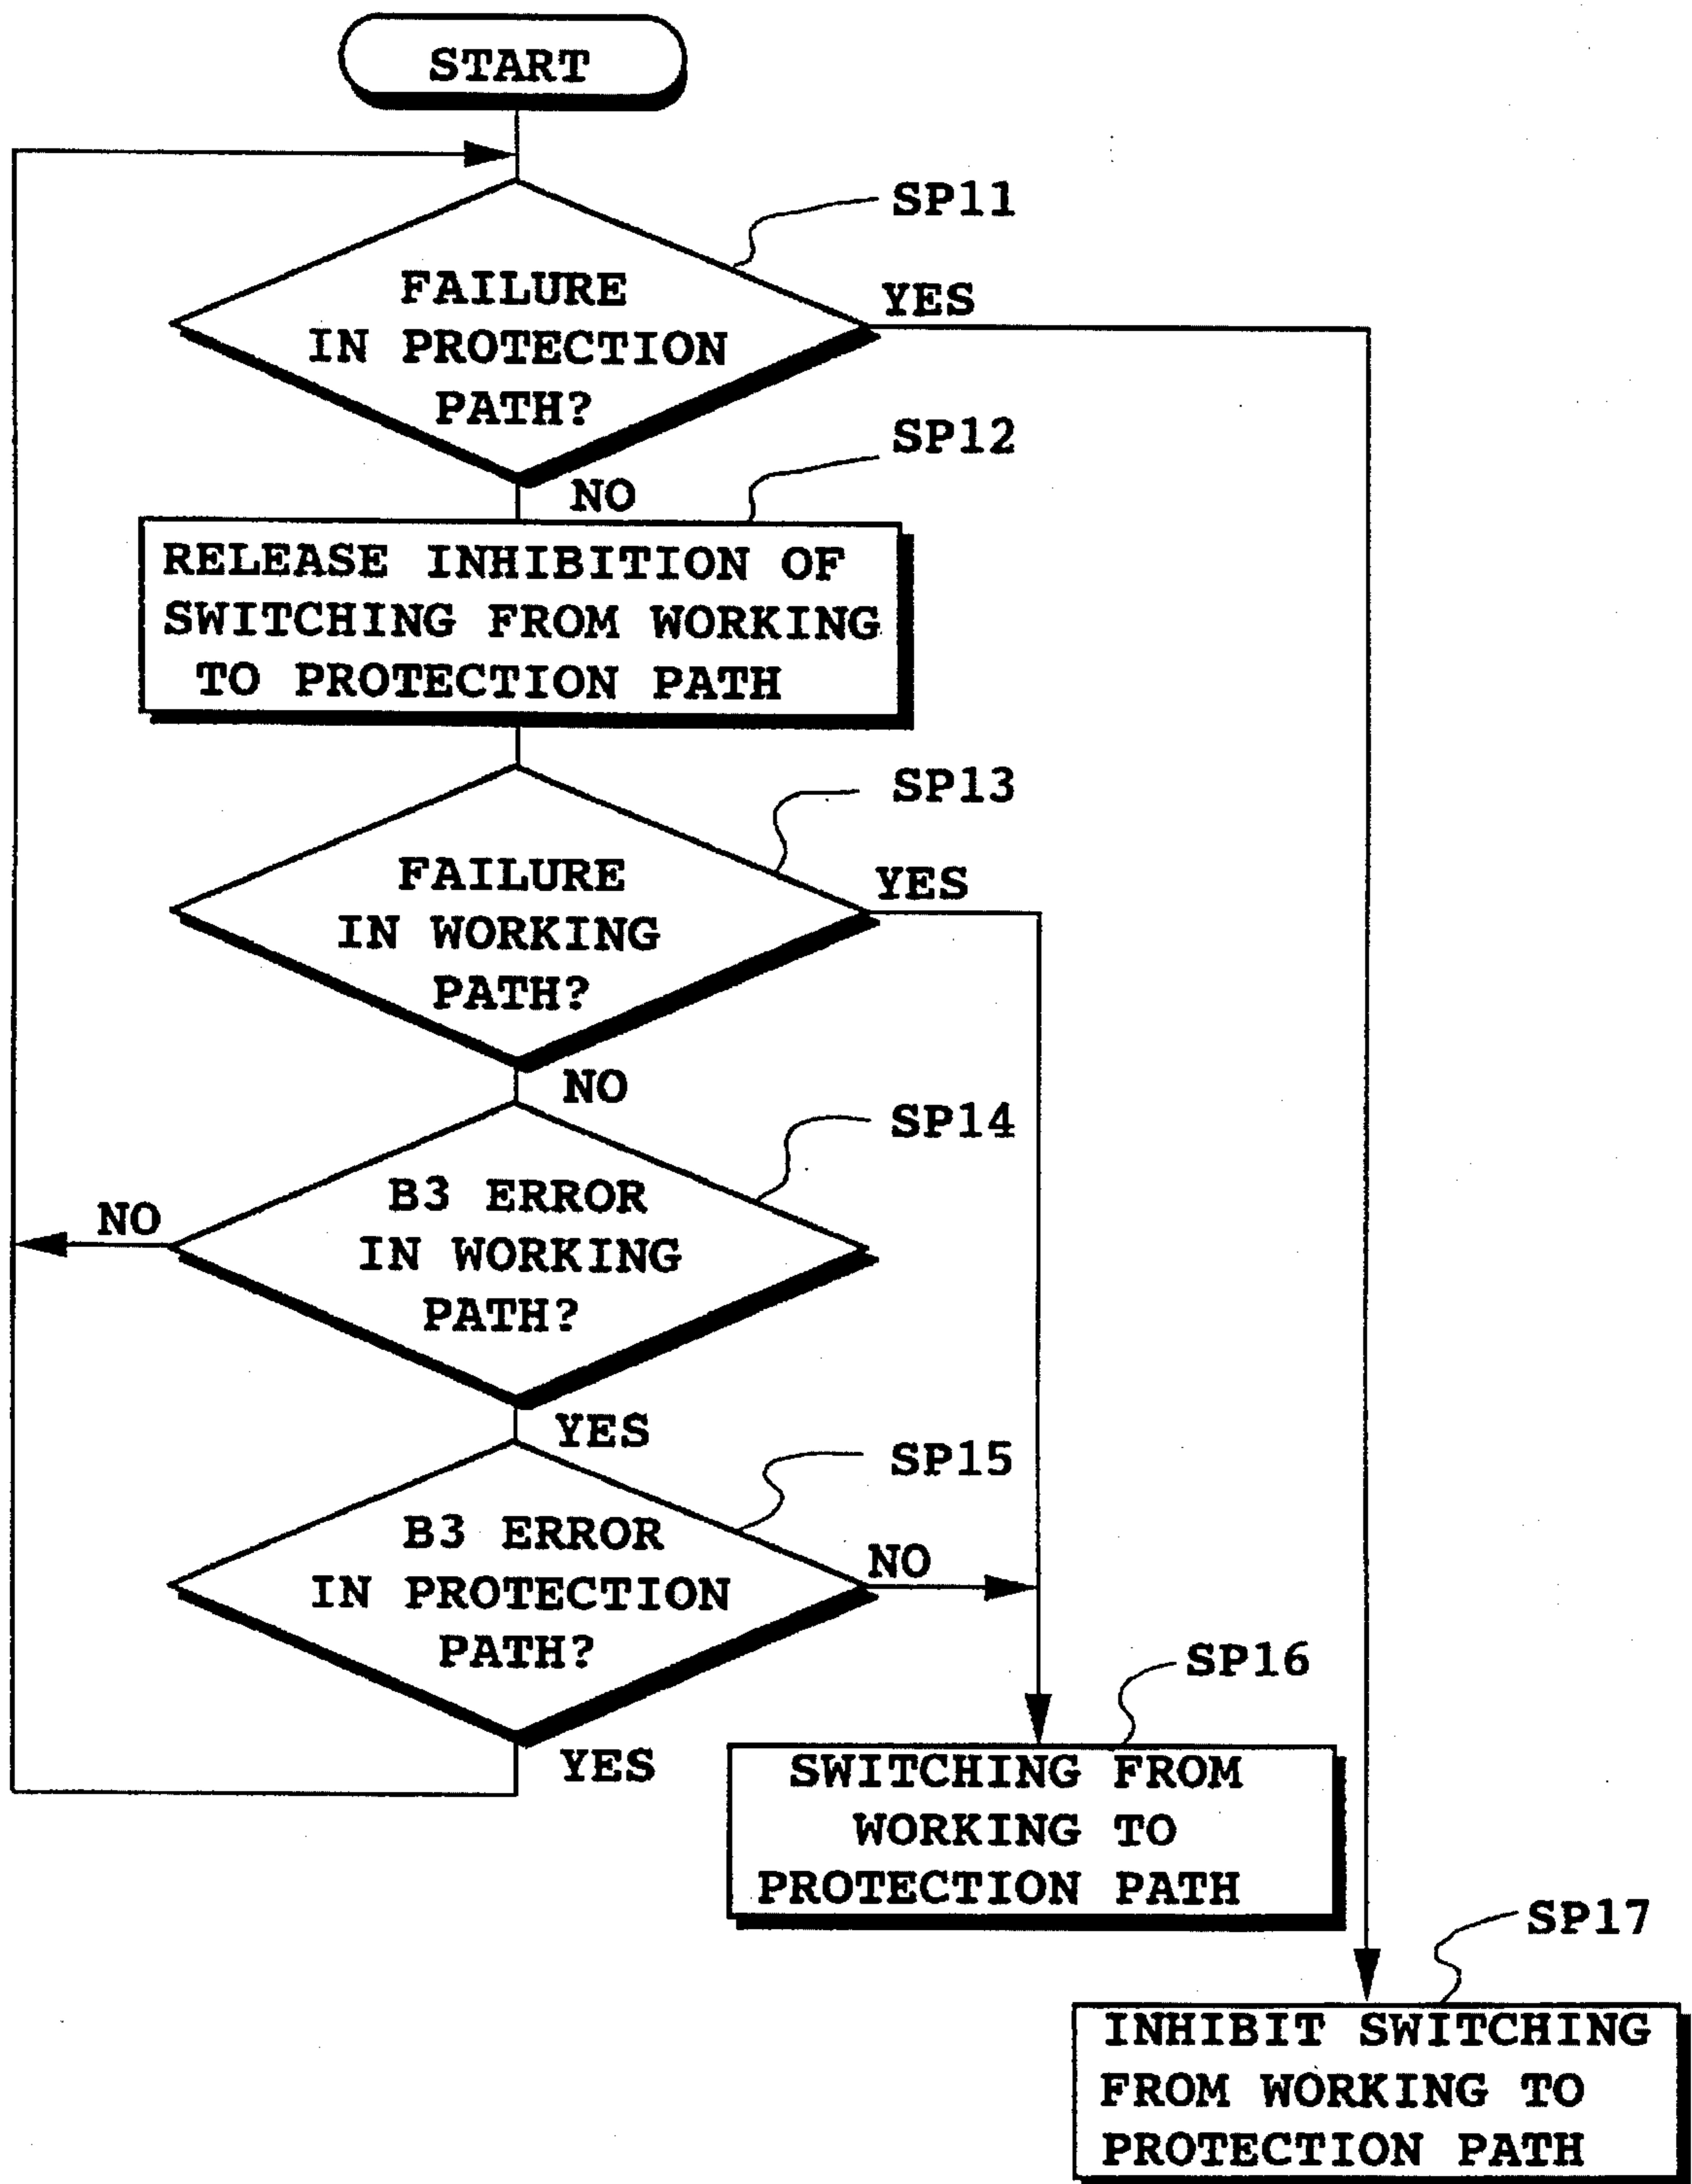 START
SP11
FAILURE
IN PROTECTION
PATH?
YES
NO
SP12
RELEASE INHIBITION OF
SWITCHING FROM WORKING
TO PROTECTION PATH
SP13
FAILURE
IN WORKING
PATH?
YES
NO
SP14
B3 ERROR
IN WORKING
PATH?
NO
YES
SP15
B3 ERROR
IN PROTECTION
PATH?
NO
YES
SP16
SWITCHING FROM
WORKING TO
PROTECTION PATH
SP17
INHIBIT SWITCHING
FROM WORKING TO
PROTECTION PATH